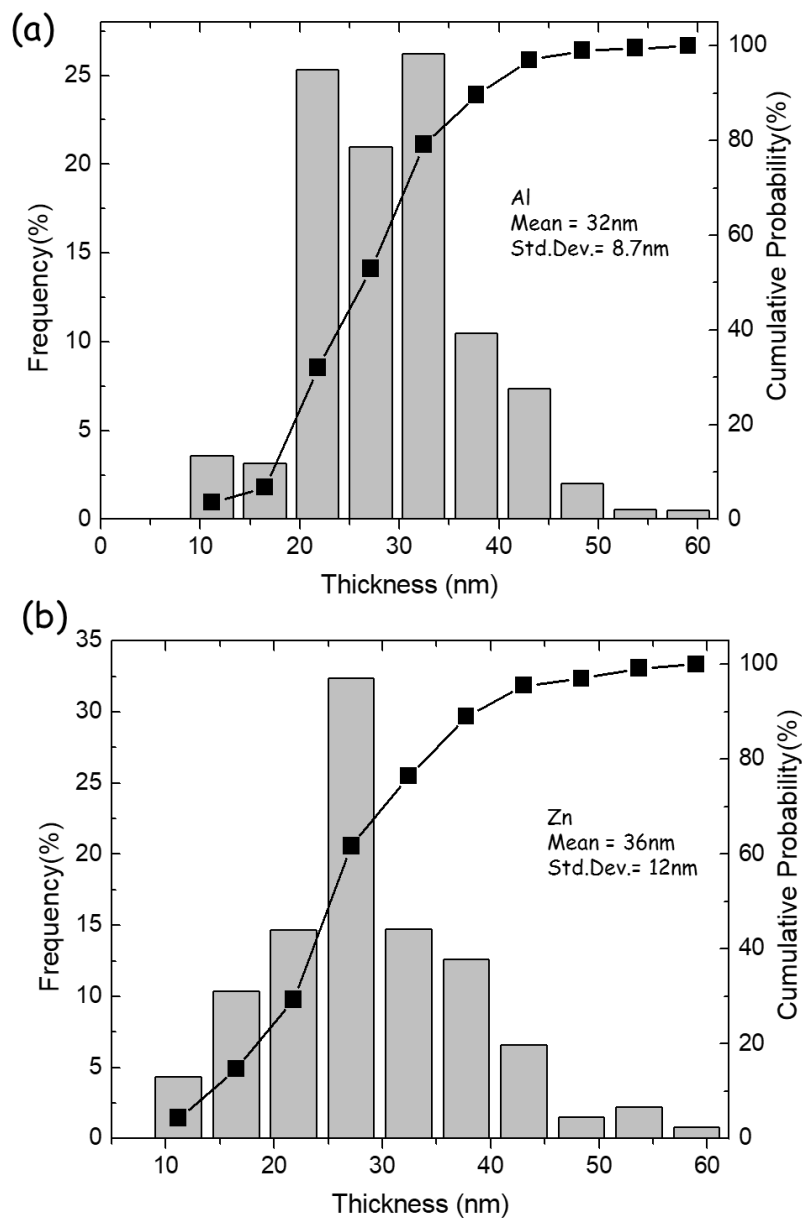 (a)
25
20
15
10
5
0
Frequency(%)
100
80
60
40
20
0
Cumulative Probability(%)
Al
Mean = 32nm
Std.Dev.= 8.7nm
0 10 20 30 40 50 60
Thickness (nm)
(b)
35
30
25
20
15
10
5
0
Frequency(%)
100
80
60
40
20
0
Cumulative Probability(%)
Zn
Mean = 36nm
Std.Dev.= 12nm
10 20 30 40 50 60
Thickness (nm)